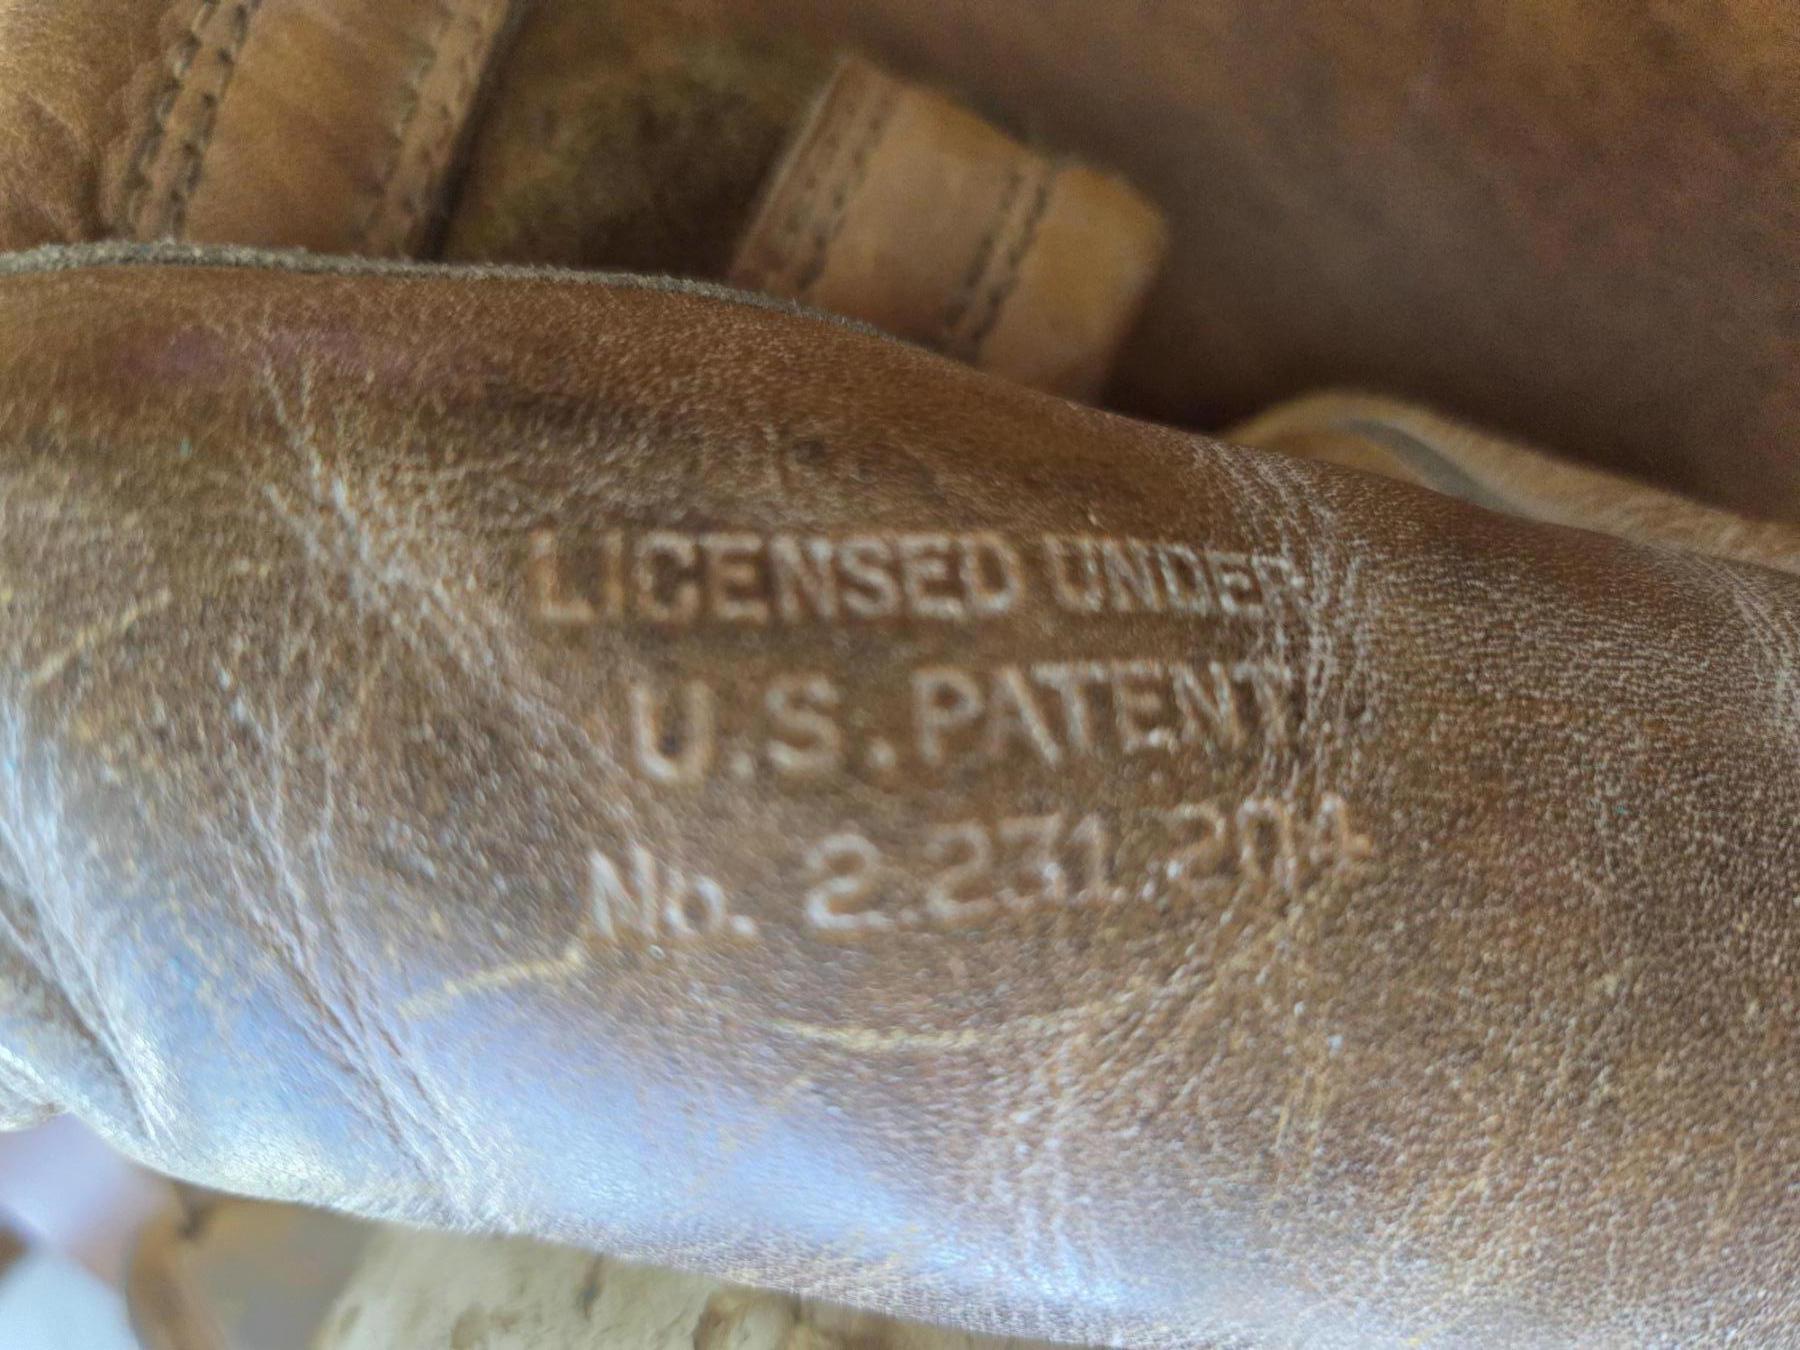 LICENSED UNDER
U.S. PATENT
No. 2.231.204